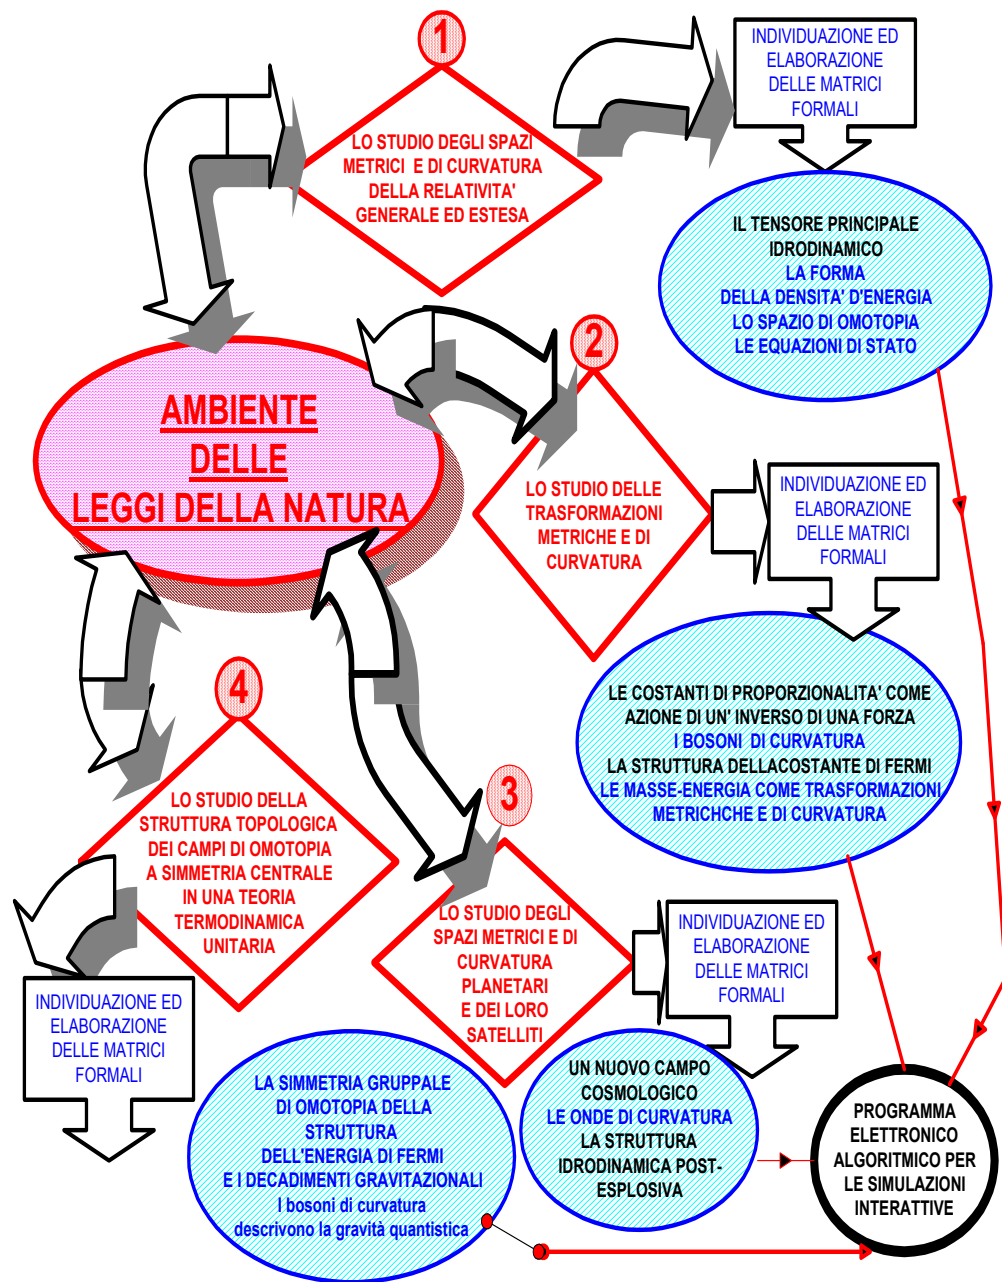 1
LO STUDIO DEGLI SPAZI
METRICI E DI CURVATURA
DELLA RELATIVITA'
GENERALE ED ESTESA
INDIVIDUAZIONE ED
ELABORAZIONE
DELLE MATRICI
FORMALI
IL TENSORE PRINCIPALE
IDRODINAMICO
LA FORMA
DELLA DENSITA' D'ENERGIA
LO SPAZIO DI OMOTOPIA
LE EQUAZIONI DI STATO
AMBIENTE
DELLE
LEGGI DELLA NATURA
2
LO STUDIO DELLE
TRASFORMAZIONI
METRICHE E DI
CURVATURA
INDIVIDUAZIONE ED
ELABORAZIONE
DELLE MATRICI
FORMALI
LE COSTANTI DI PROPORZIONALITA' COME
AZIONE DI UN' INVERSO DI UNA FORZA
I BOSONI DI CURVATURA
LA STRUTTURA DELLACOSTANTE DI FERMI
LE MASSE-ENERGIA COME TRASFORMAZIONI
METRICHCHE E DI CURVATURA
4
LO STUDIO DELLA
STRUTTURA TOPOLOGICA
DEI CAMPI DI OMOTOPIA
A SIMMETRIA CENTRALE
IN UNA TEORIA
TERMODINAMICA
UNITARIA
3
LO STUDIO DEGLI
SPAZI METRICI E DI
CURVATURA
PLANETARI
E DEI LORO
SATELLITI
INDIVIDUAZIONE ED
ELABORAZIONE
DELLE MATRICI
FORMALI
INDIVIDUAZIONE ED
ELABORAZIONE
DELLE MATRICI
FORMALI
LA SIMMETRIA GRUPPALE
DI OMOTOPIA DELLA
STRUTTURA
DELL'ENERGIA DI FERMI
E I DECADIMENTI GRAVITAZIONALI
I bosoni di curvatura
descrivono la gravità quantistica
UN NUOVO CAMPO
COSMOLOGICO
LE ONDE DI CURVATURA
LA STRUTTURA
IDRODINAMICA POST-
ESPLOSIVA
PROGRAMMA
ELETTRONICO
ALGORITMICO PER
LE SIMULAZIONI
INTERATTIVE